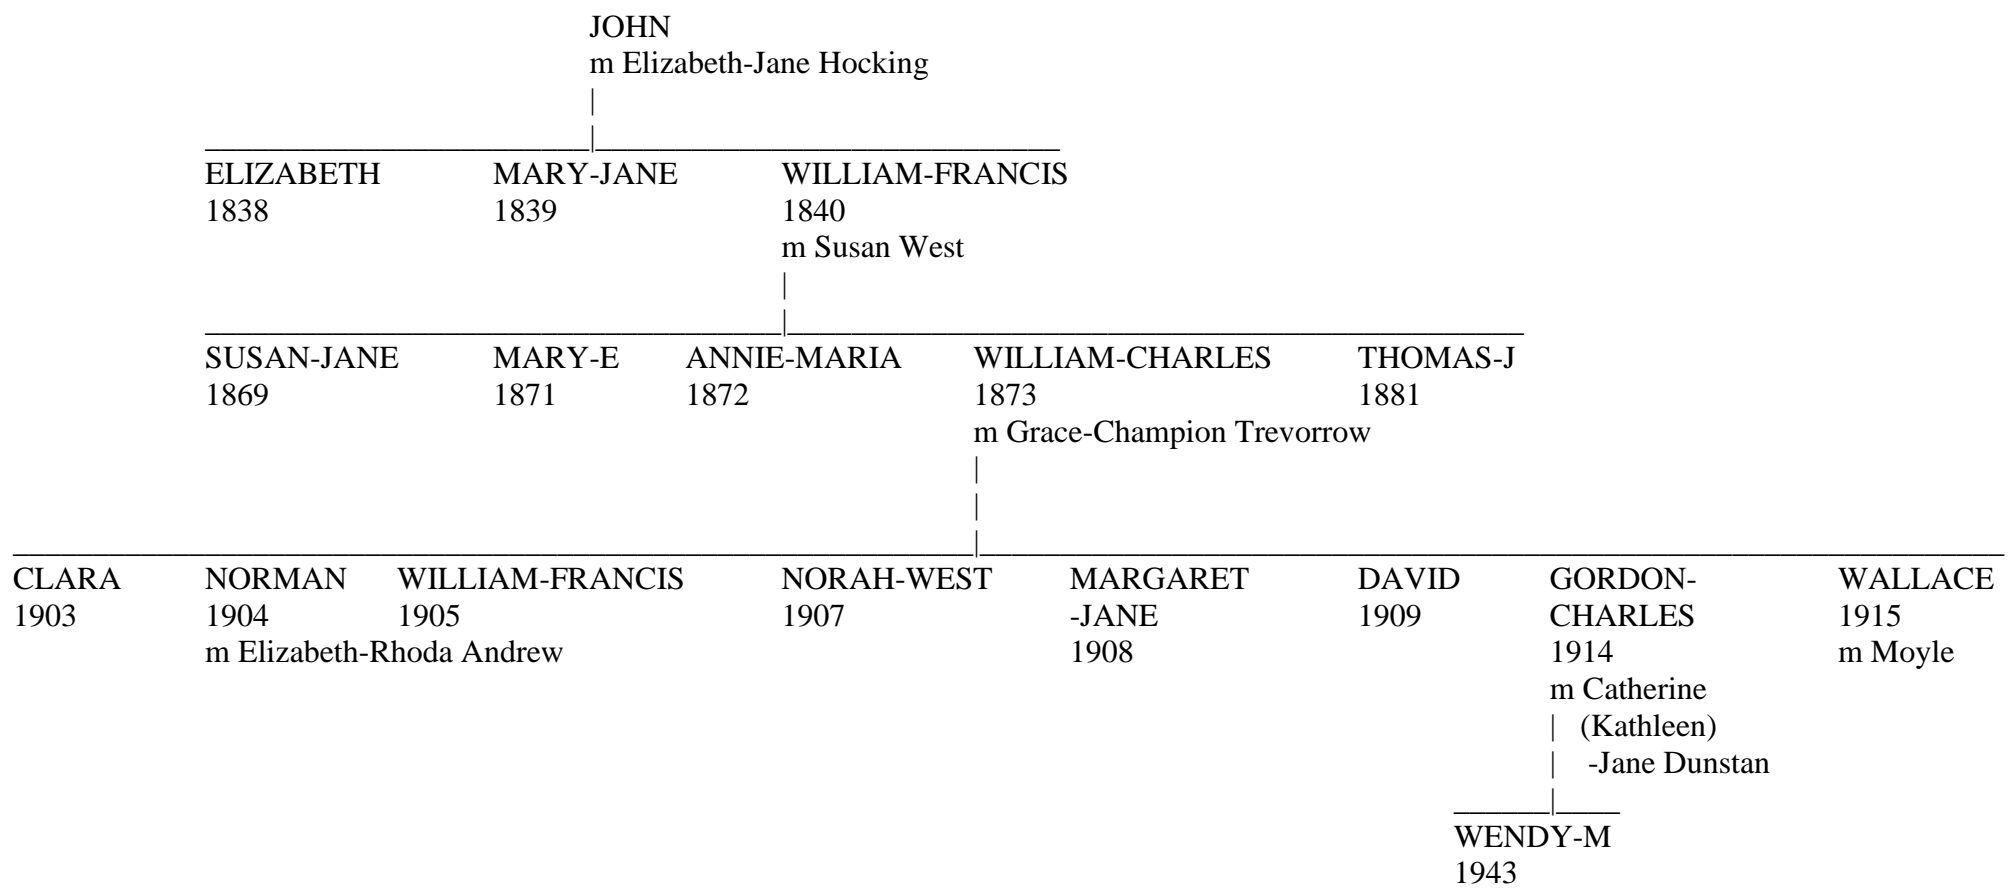 JOHN
m Elizabeth-Jane Hocking
ELIZABETH MARY-JANE WILLIAM-FRANCIS
1838 1839 1840
m Susan West
SUSAN-JANE MARY-E ANNIE-MARIA WILLIAM-CHARLES THOMAS-J
1869 1871 1872 1873 1881
m Grace-Champion Trevorrow
CLARA NORMAN WILLIAM-FRANCIS NORAH-WEST MARGARET DAVID GORDON- WALLACE
1903 1904 1905 1907 -JANE 1909 CHARLES 1915
m Elizabeth-Rhoda Andrew 1908 1914 m Moyle
m Catherine
(Kathleen)
-Jane Dunstan
WENDY-M
1943